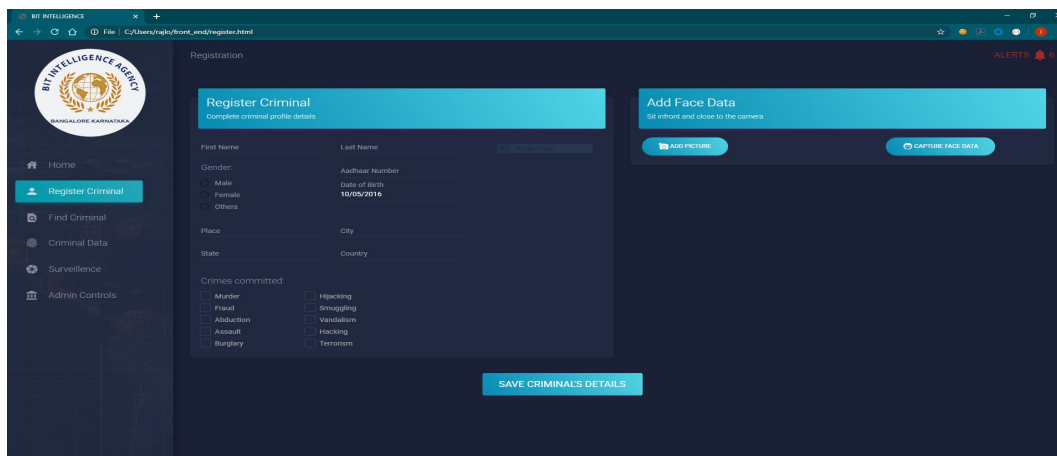 BIT INTELLIGENCE
File | C:/Users/rajlo/front_end/register.html
BIT INTELLIGENCE AGENCY
BANGALORE KARNATAKA
Home
Register Criminal
Find Criminal
Criminal Data
Surveillence
Admin Controls
Registration
ALERTS
Register Criminal
Complete criminal profile details
First Name Last Name
Gender:
Male
Female
Others
Aadhaar Number
Date of Birth
10/05/2016
Place City
State Country
Crimes committed:
Murder Hijacking
Fraud Smuggling
Abduction Vandalism
Assault Hacking
Burglary Terrorism
Add Face Data
Sit infront and close to the camera
ADD PICTURE CAPTURE FACE DATA
SAVE CRIMINAL'S DETAILS